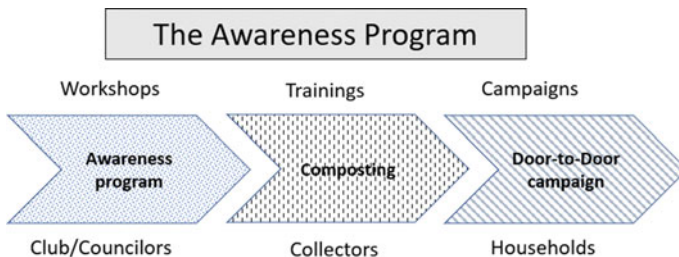 The Awareness Program
Workshops Trainings Campaigns
Awareness
program
Composting
Door-to-Door
campaign
Club/Councilors Collectors Households